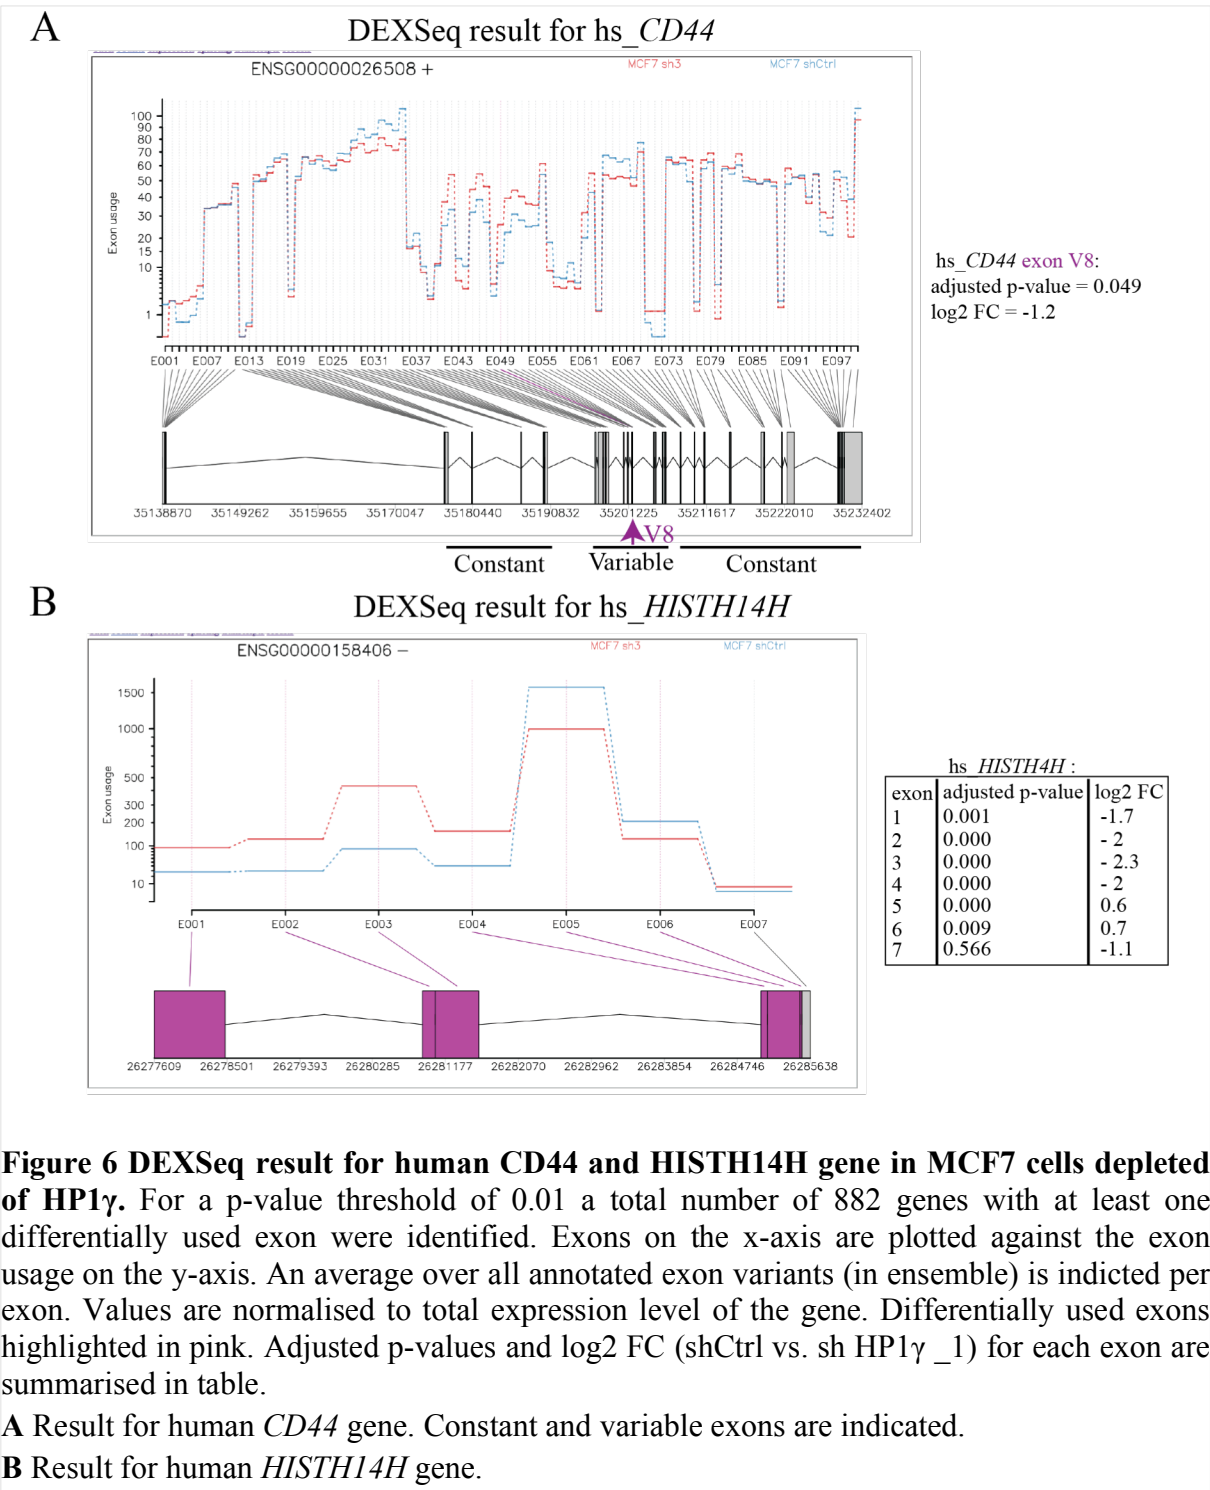 A
DEXSeq result for hs_CD44
ENSG00000026508 +
MCF7 sh3
MCF7 shCtrl
100
90
80
70
60
50
40
30
20
15
10
1
Exon usage
E001 E007 E013 E019 E025 E031 E037 E043 E049 E055 E061 E067 E073 E079 E085 E091 E097
35138870 35149262 35159655 35170047 35180440 35190832 35201225 35211617 35222010 35232402
V8
Constant Variable Constant
hs_CD44 exon V8:
adjusted p-value = 0.049
log2 FC = -1.2
B
DEXSeq result for hs_HISTH14H
ENSG00000158406 −
MCF7 sh3
MCF7 shCtrl
1500
1000
500
300
200
100
10
Exon usage
E001 E002 E003 E004 E005 E006 E007
26277609 26278501 26279393 26280285 26281177 26282070 26282962 26283854 26284746 26285638
hs_HISTH4H :
exon adjusted p-value log2 FC
1 0.001 -1.7
2 0.000 - 2
3 0.000 - 2.3
4 0.000 - 2
5 0.000 0.6
6 0.009 0.7
7 0.566 -1.1
Figure 6 DEXSeq result for human CD44 and HISTH14H gene in MCF7 cells depleted
of HP1γ. For a p-value threshold of 0.01 a total number of 882 genes with at least one
differentially used exon were identified. Exons on the x-axis are plotted against the exon
usage on the y-axis. An average over all annotated exon variants (in ensemble) is indicted per
exon. Values are normalised to total expression level of the gene. Differentially used exons
highlighted in pink. Adjusted p-values and log2 FC (shCtrl vs. sh HP1γ _1) for each exon are
summarised in table.
A Result for human CD44 gene. Constant and variable exons are indicated.
B Result for human HISTH14H gene.